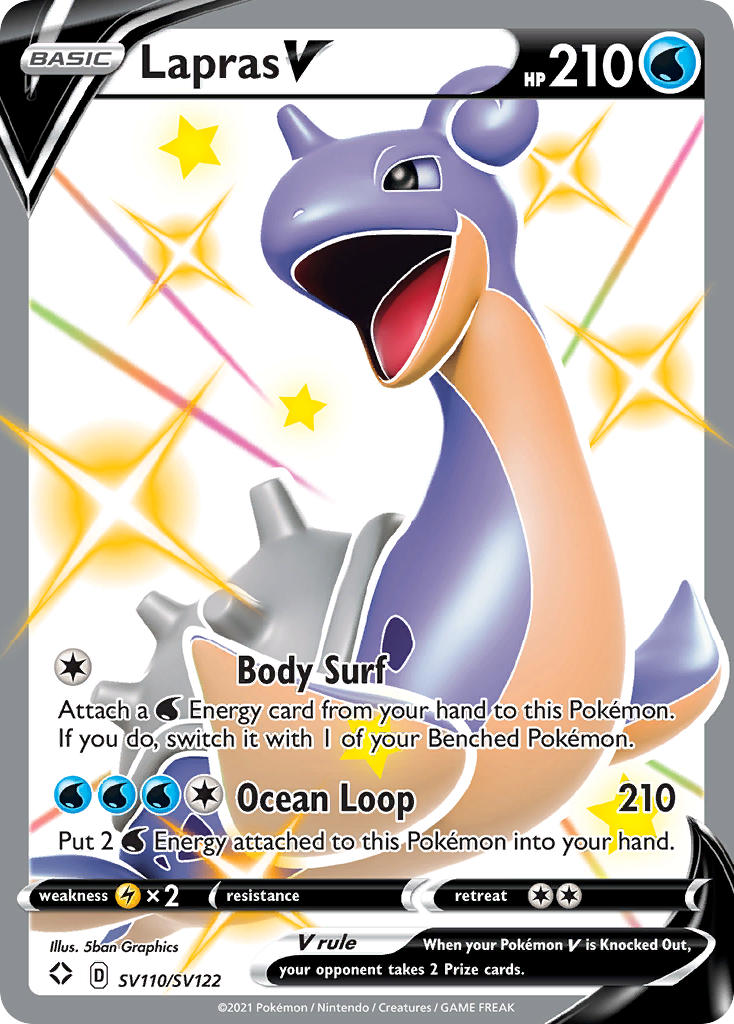 BASIC
Lapras V
HP 210
Body Surf
Attach a Energy card from your hand to this Pokémon.
If you do, switch it with 1 of your Benched Pokémon.
Ocean Loop 210
Put 2 Energy attached to this Pokémon into your hand.
weakness ×2 resistance retreat
Illus. 5ban Graphics
D SV110/SV122
V rule When your Pokémon V is Knocked Out,
your opponent takes 2 Prize cards.
©2021 Pokémon / Nintendo / Creatures / GAME FREAK